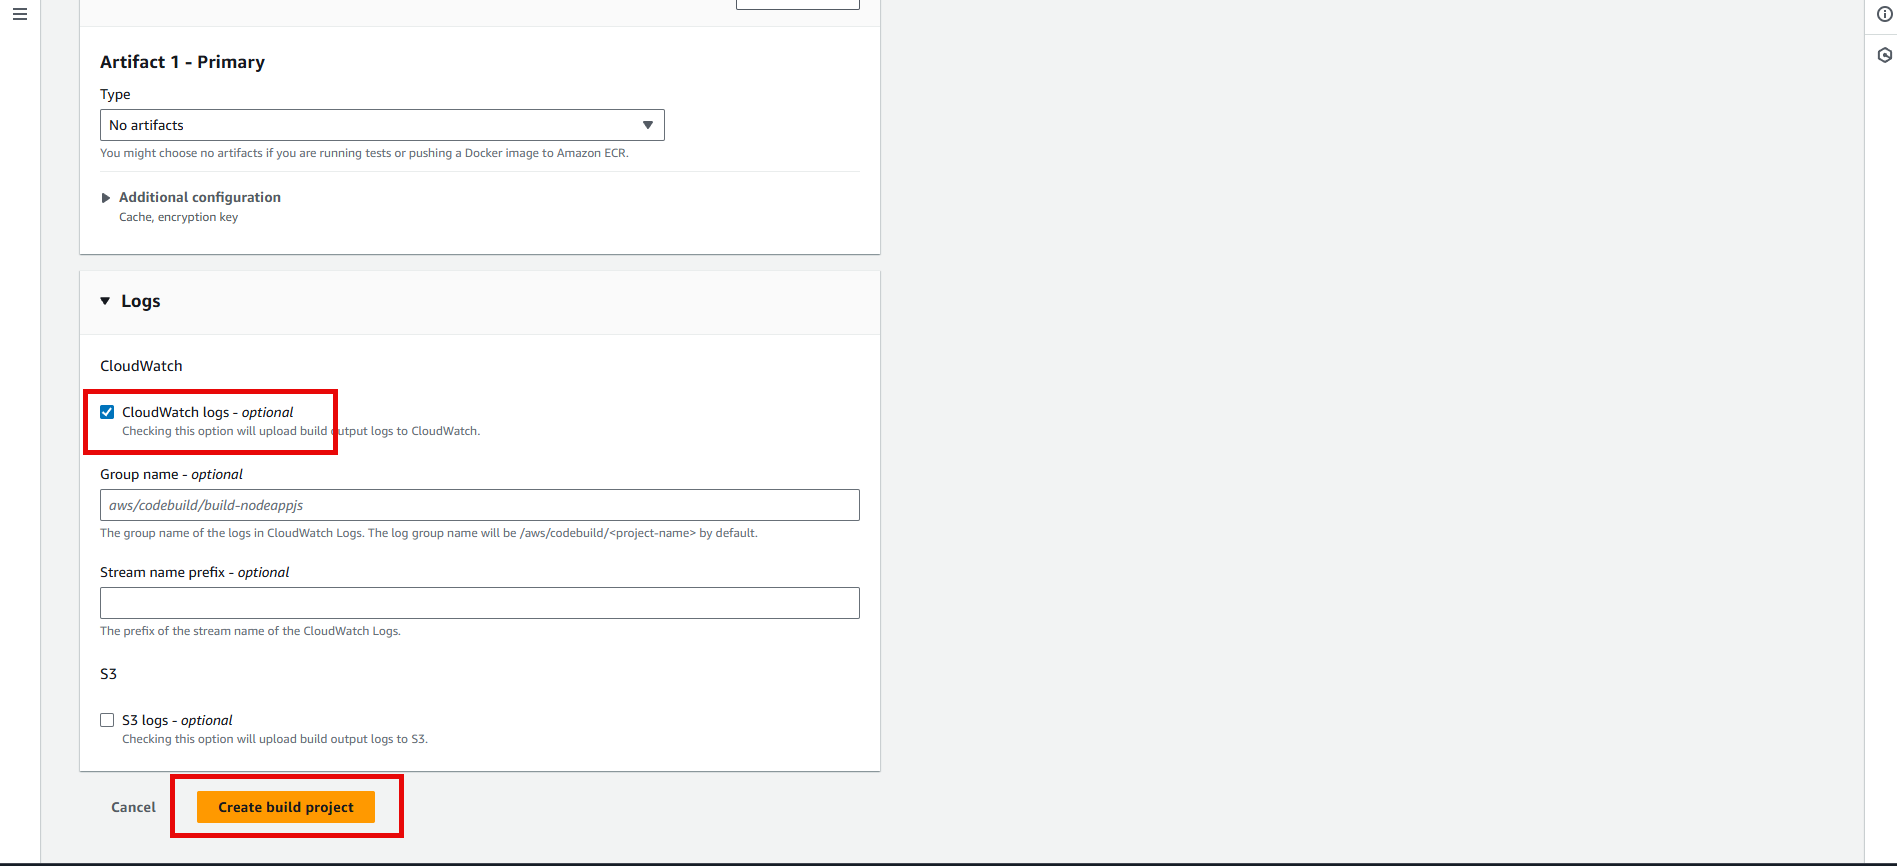 Artifact 1 - Primary
Type
No artifacts
You might choose no artifacts if you are running tests or pushing a Docker image to Amazon ECR.
Additional configuration
Cache, encryption key
Logs
CloudWatch
CloudWatch logs - optional
Checking this option will upload build output logs to CloudWatch.
Group name - optional
aws/codebuild/build-nodeappjs
The group name of the logs in CloudWatch Logs. The log group name will be /aws/codebuild/<project-name> by default.
Stream name prefix - optional
The prefix of the stream name of the CloudWatch Logs.
S3
S3 logs - optional
Checking this option will upload build output logs to S3.
Cancel
Create build project